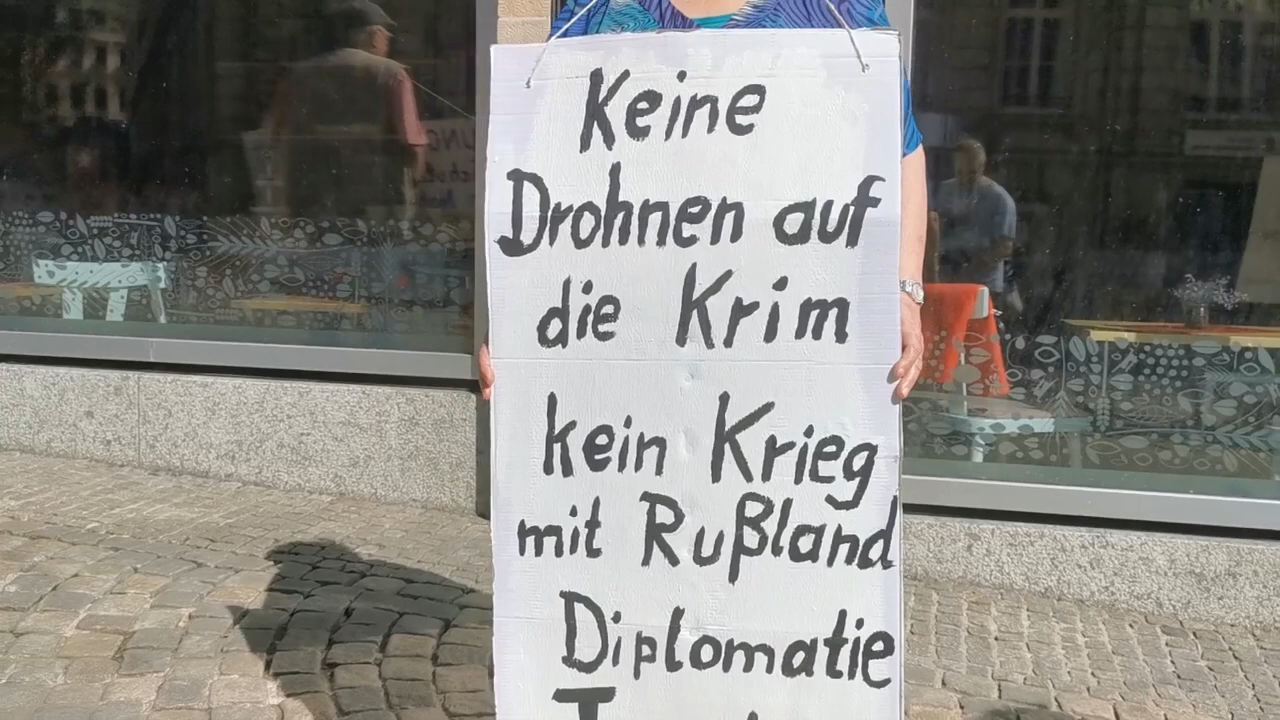 Keine
Drohnen auf
die Krim
kein Krieg
mit Rußland
Diplomatie